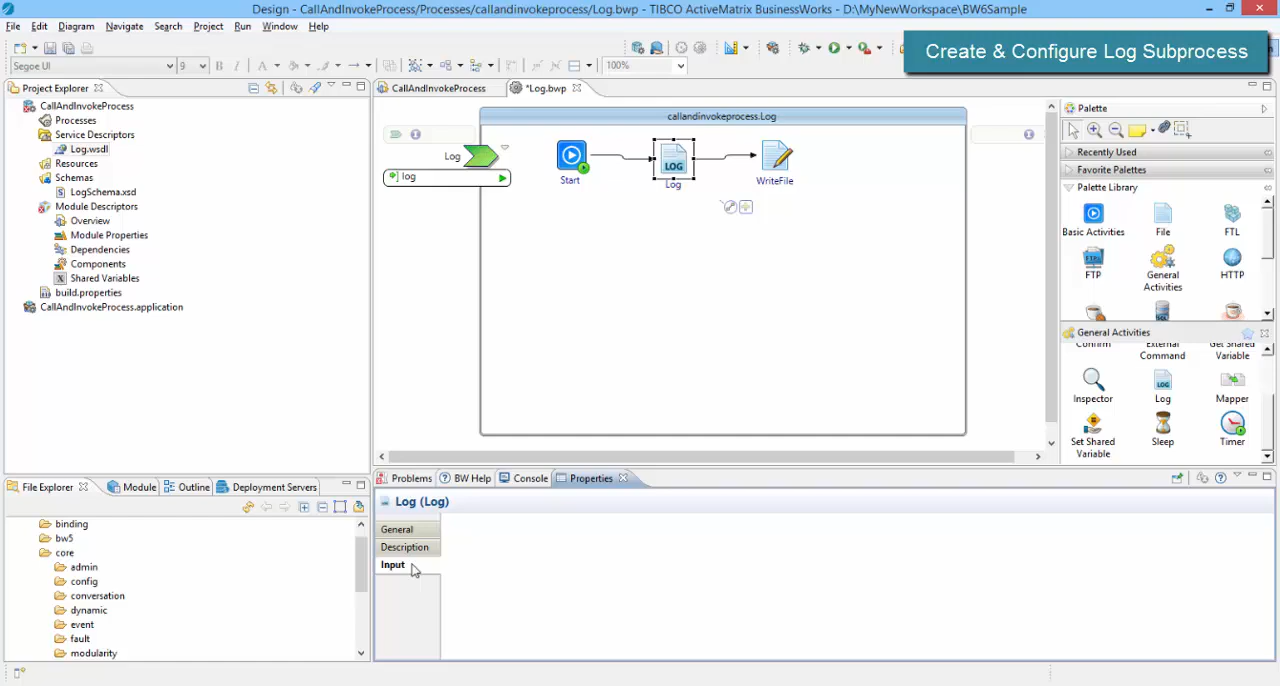 Design - CallAndInvokeProcess/Processes/callandinvokeprocess/Log.bwp - TIBCO ActiveMatrix BusinessWorks - D:\MyNewWorkspace\BW6Sample
File Edit Diagram Navigate Search Project Run Window Help
Create & Configure Log Subprocess
Segoe UI 9 B I A 100%
Project Explorer
CallAndInvokeProcess
Processes
Service Descriptors
Log.wsdl
Resources
Schemas
LogSchema.xsd
Module Descriptors
Overview
Module Properties
Dependencies
Components
Shared Variables
build.properties
CallAndInvokeProcess.application
CallAndInvokeProcess *Log.bwp
callandinvokeprocess.Log
Log
log
Start
LOG
Log
WriteFile
Palette
Recently Used
Favorite Palettes
Palette Library
Basic Activities File FTL
FTP General Activities HTTP
General Activities
Confirm External Command Get Shared Variable
Inspector Log Mapper
Set Shared Variable Sleep Timer
File Explorer Module Outline Deployment Servers
binding
bw5
core
admin
config
conversation
dynamic
event
fault
modularity
Problems BW Help Console Properties
Log (Log)
General
Description
Input